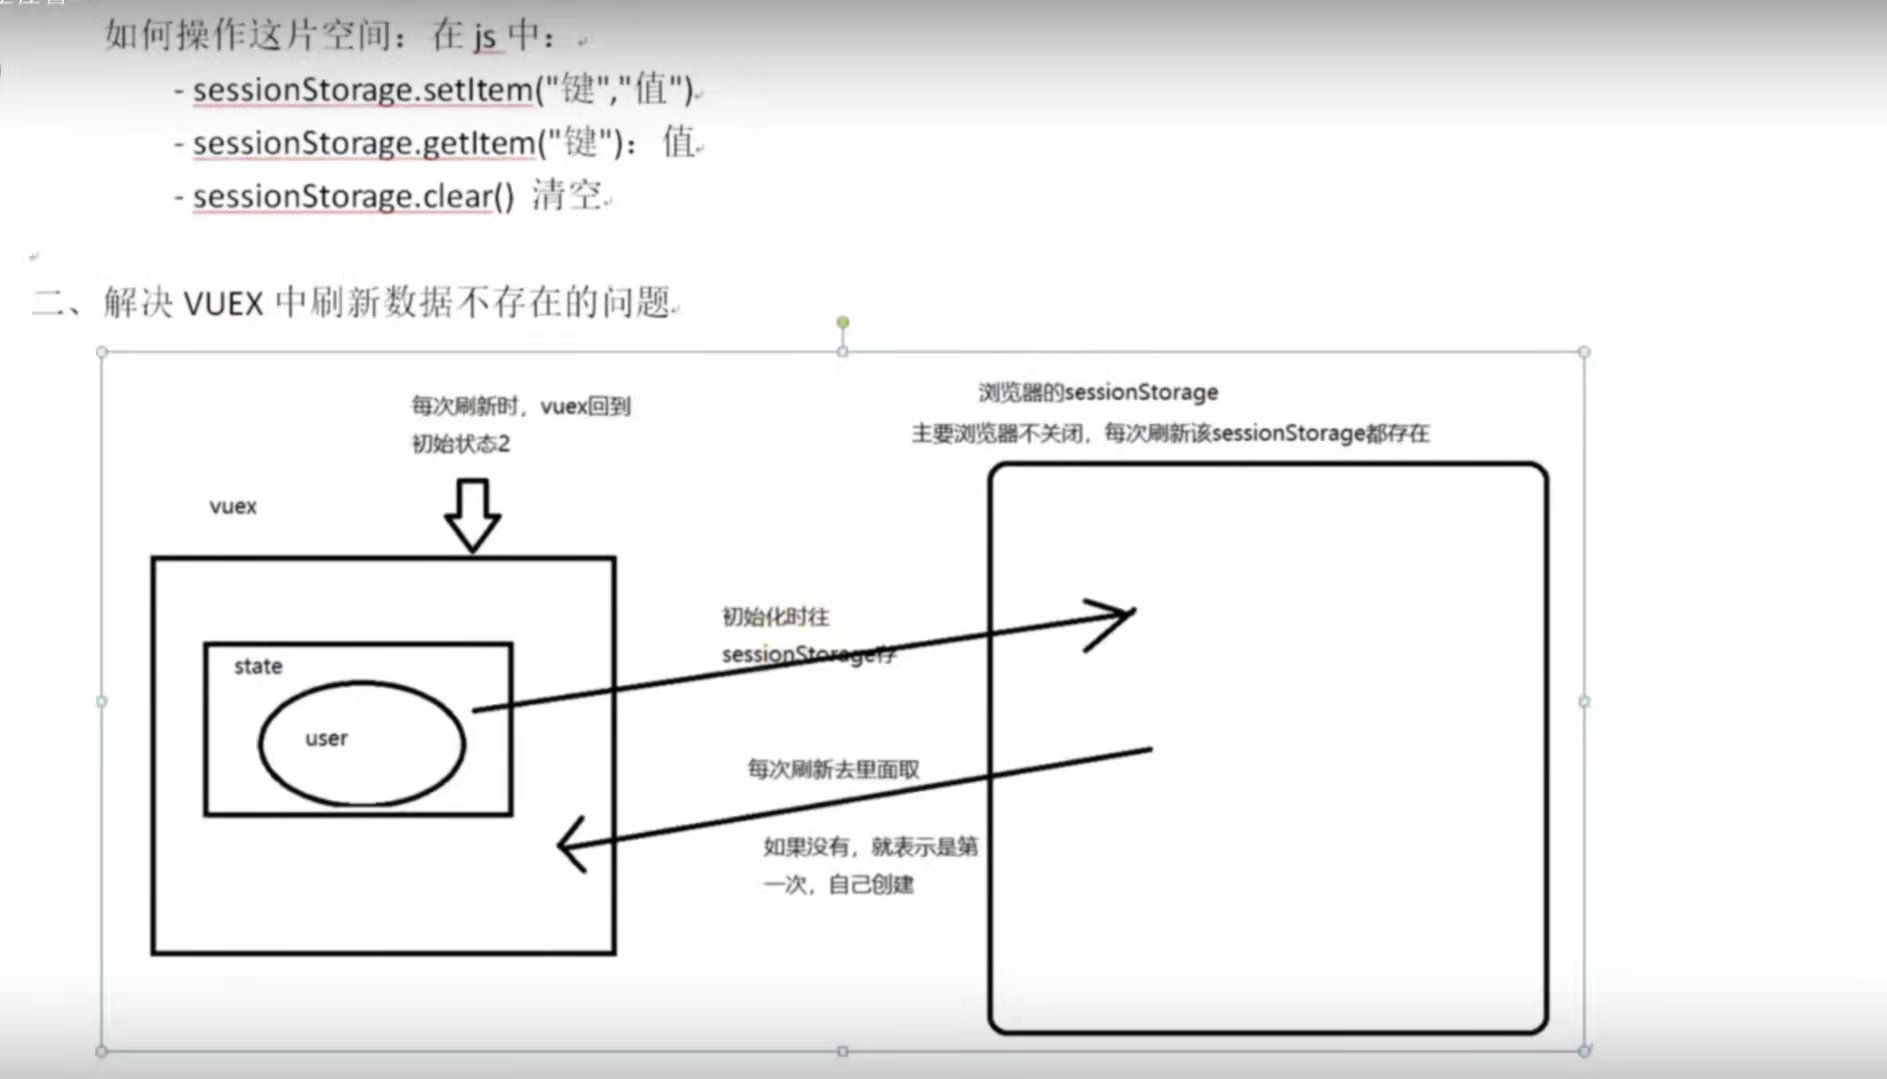 如何操作这片空间：在 js 中：
- sessionStorage.setItem("键","值")
- sessionStorage.getItem("键")：值
- sessionStorage.clear() 清空
二、解决 VUEX 中刷新数据不存在的问题
每次刷新时，vuex回到
初始状态2
浏览器的sessionStorage
主要浏览器不关闭，每次刷新该sessionStorage都存在
vuex
初始化时往
sessionStorage存
state
user
每次刷新去里面取
如果没有，就表示是第
一次，自己创建